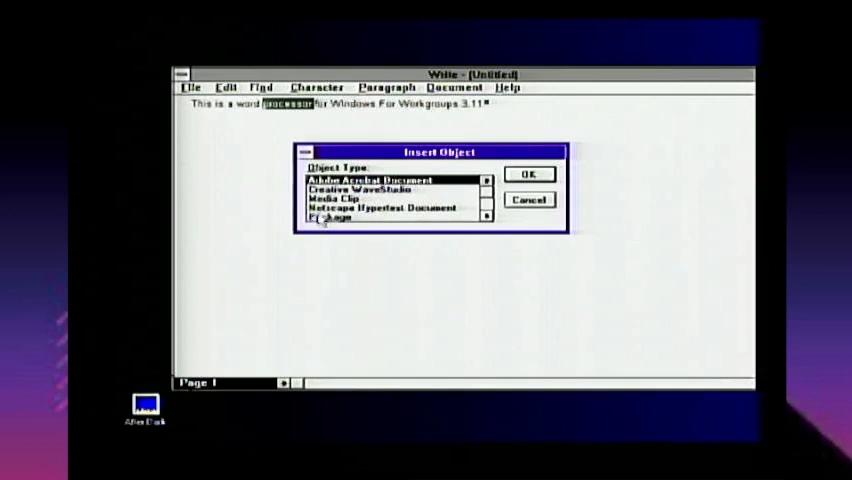 Write - [Untitled]
File Edit Find Character Paragraph Document Help
This is a word processor for Windows For Workgroups 3.11
Insert Object
Object Type:
Adobe Acrobat Document
Creative WaveStudio
Media Clip
Netscape Hypertext Document
Package
OK
Cancel
Page 1
After Dark